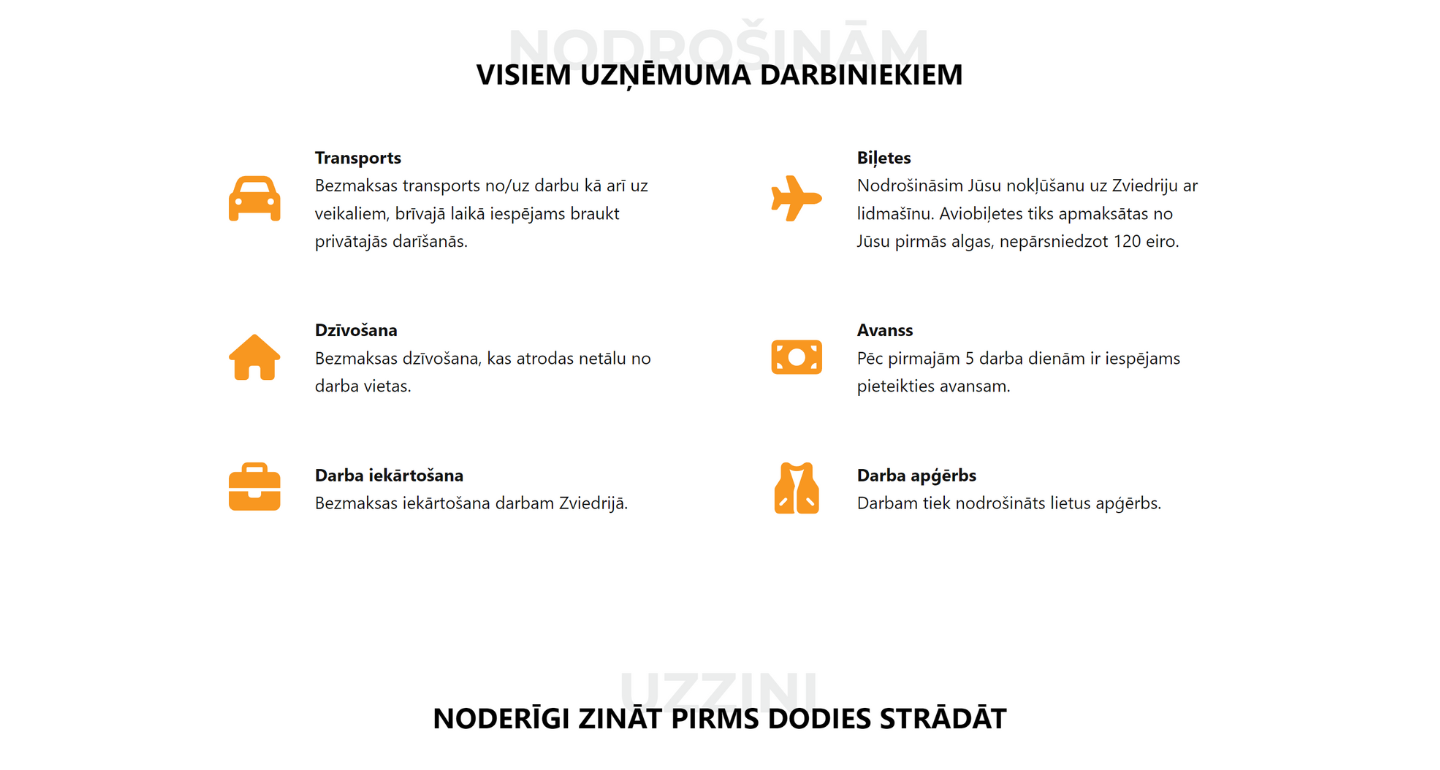 NODROŠINĀM
VISIEM UZŅĒMUMA DARBINIEKIEM
Transports
Bezmaksas transports no/uz darbu kā arī uz
veikaliem, brīvajā laikā iespējams braukt
privātajās darīšanās.
Biļetes
Nodrošināsim Jūsu nokļūšanu uz Zviedriju ar
lidmašīnu. Aviobiļetes tiks apmaksātas no
Jūsu pirmās algas, nepārsniedzot 120 eiro.
Dzīvošana
Bezmaksas dzīvošana, kas atrodas netālu no
darba vietas.
Avanss
Pēc pirmajām 5 darba dienām ir iespējams
pieteikties avansam.
Darba iekārtošana
Bezmaksas iekārtošana darbam Zviedrijā.
Darba apģērbs
Darbam tiek nodrošināts lietus apģērbs.
UZZINI
NODERĪGI ZINĀT PIRMS DODIES STRĀDĀT